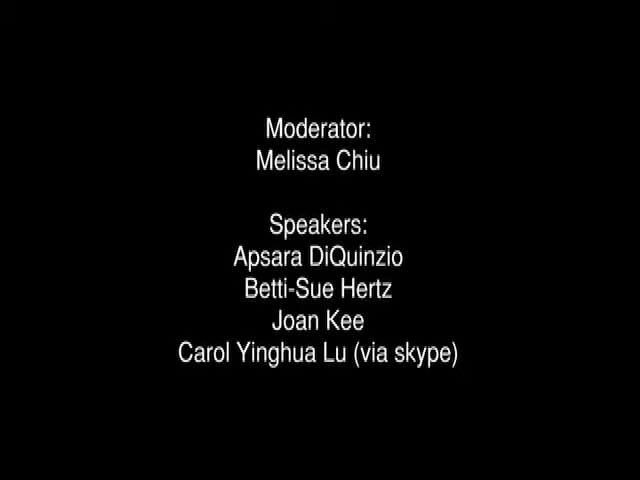 Moderator:
Melissa Chiu
Speakers:
Apsara DiQuinzio
Betti-Sue Hertz
Joan Kee
Carol Yinghua Lu (via skype)